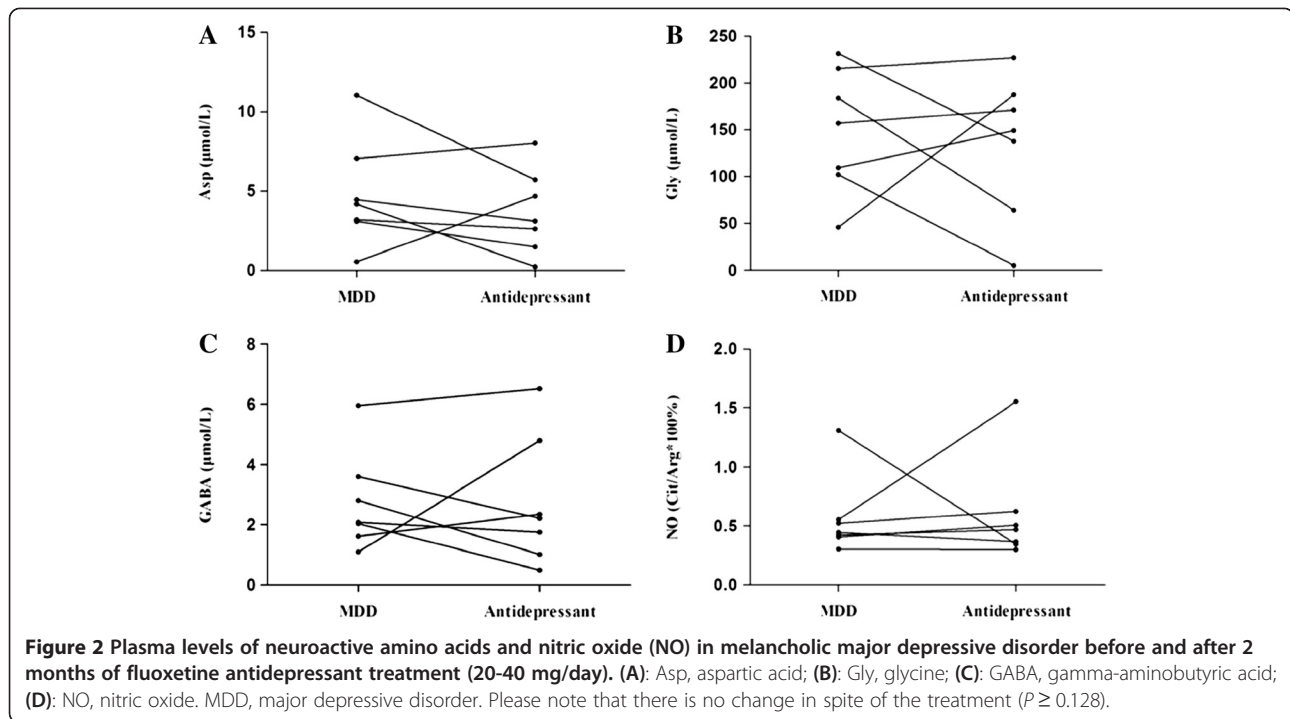 A
15
10
5
0
Asp (µmol/L)
MDD
Antidepressant
B
250
200
150
100
50
0
Gly (µmol/L)
MDD
Antidepressant
C
8
6
4
2
0
GABA (µmol/L)
MDD
Antidepressant
D
2.0
1.5
1.0
0.5
0.0
NO (Cit/Arg*100%)
MDD
Antidepressant
Figure 2 Plasma levels of neuroactive amino acids and nitric oxide (NO) in melancholic major depressive disorder before and after 2
months of fluoxetine antidepressant treatment (20-40 mg/day). (A): Asp, aspartic acid; (B): Gly, glycine; (C): GABA, gamma-aminobutyric acid;
(D): NO, nitric oxide. MDD, major depressive disorder. Please note that there is no change in spite of the treatment (P ≥ 0.128).